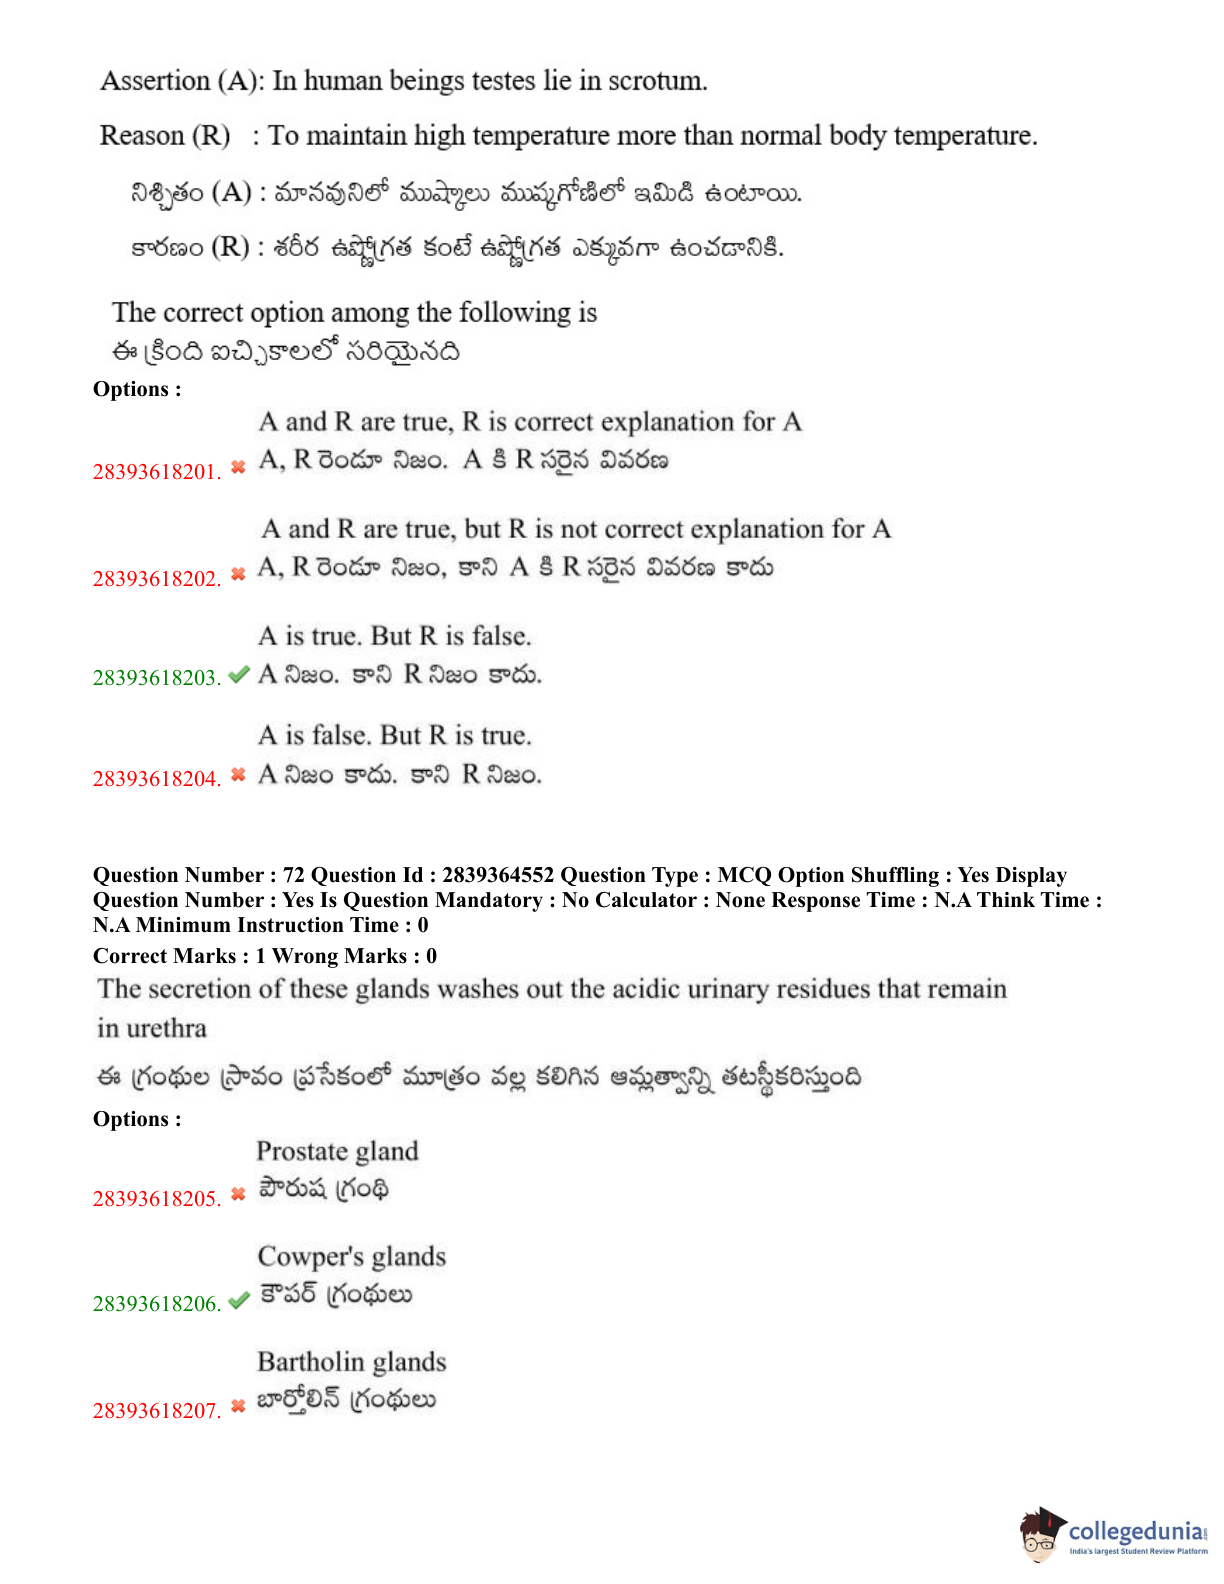 Assertion (A): In human beings testes lie in scrotum.
Reason (R) : To maintain high temperature more than normal body temperature.
నిశ్చితం (A) : మానవునిలో ముష్కాలు ముష్కగోణిలో ఇమిడి ఉంటాయి.
కారణం (R) : శరీర ఉష్ణోగ్రత కంటే ఉష్ణోగ్రత ఎక్కువగా ఉంచడానికి.
The correct option among the following is
ఈ క్రింది ఐచ్చికాలలో సరియైనది
Options :
A and R are true, R is correct explanation for A
28393618201. A, R రెండూ నిజం. A కి R సరైన వివరణ
A and R are true, but R is not correct explanation for A
28393618202. A, R రెండూ నిజం, కాని A కి R సరైన వివరణ కాదు
A is true. But R is false.
28393618203. A నిజం. కాని R నిజం కాదు.
A is false. But R is true.
28393618204. A నిజం కాదు. కాని R నిజం.
Question Number : 72 Question Id : 2839364552 Question Type : MCQ Option Shuffling : Yes Display
Question Number : Yes Is Question Mandatory : No Calculator : None Response Time : N.A Think Time :
N.A Minimum Instruction Time : 0
Correct Marks : 1 Wrong Marks : 0
The secretion of these glands washes out the acidic urinary residues that remain
in urethra
ఈ గ్రంథుల స్రావం ప్రసేకంలో మూత్రం వల్ల కలిగిన ఆమ్లత్వాన్ని తటస్థీకరిస్తుంది
Options :
Prostate gland
28393618205. పౌరుష గ్రంథి
Cowper's glands
28393618206. కౌపర్ గ్రంథులు
Bartholin glands
28393618207. బార్తోలిన్ గ్రంథులు
collegedunia
India's largest Student Review Platform